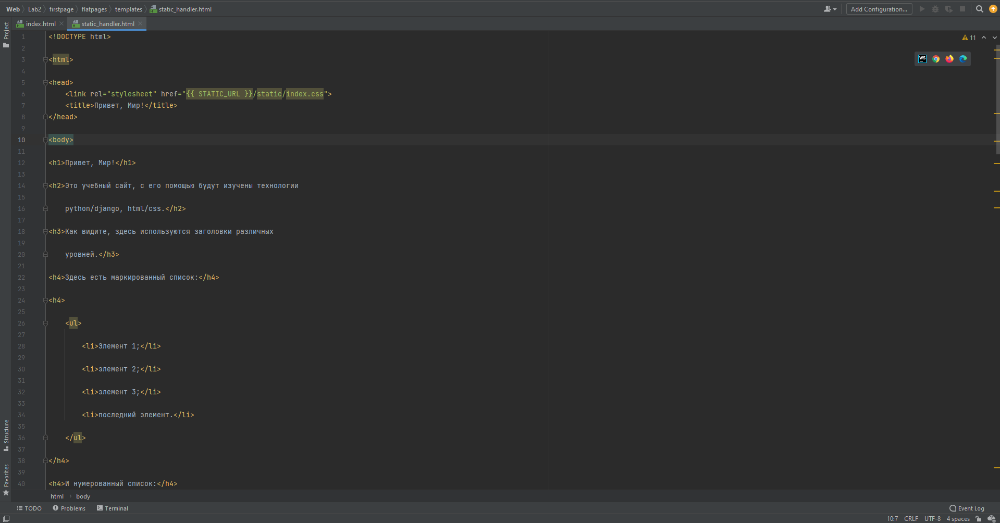 Web Lab2 firstpage flatpages templates static_handler.html
Add Configuration...
index.html static_handler.html
Project
11
WS
1 <!DOCTYPE html>
2
3 <html>
4
5 <head>
6 <link rel="stylesheet" href="{{ STATIC_URL }}/static/index.css">
7 <title>Привет, Мир!</title>
8 </head>
9
10 <body>
11
12 <h1>Привет, Мир!</h1>
13
14 <h2>Это учебный сайт, с его помощью будут изучены технологии
15
16 python/django, html/css.</h2>
17
18 <h3>Как видите, здесь используются заголовки различных
19
20 уровней.</h3>
21
22 <h4>Здесь есть маркированный список:</h4>
23
24 <h4>
25
26 <ul>
27
28 <li>Элемент 1;</li>
29
30 <li>элемент 2;</li>
31
32 <li>элемент 3;</li>
33
34 <li>последний элемент.</li>
35
36 </ul>
37
38 </h4>
39
40 <h4>И нумерованный список:</h4>
Structure
Favorites
html body
TODO Problems Terminal Event Log
10:7 CRLF UTF-8 4 spaces